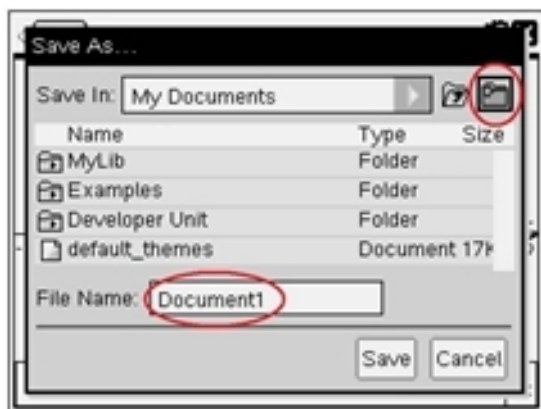 Save As...
Save In: My Documents
Name Type Size
MyLib Folder
Examples Folder
Developer Unit Folder
default_themes Document 17K
File Name: Document1
Save Cancel